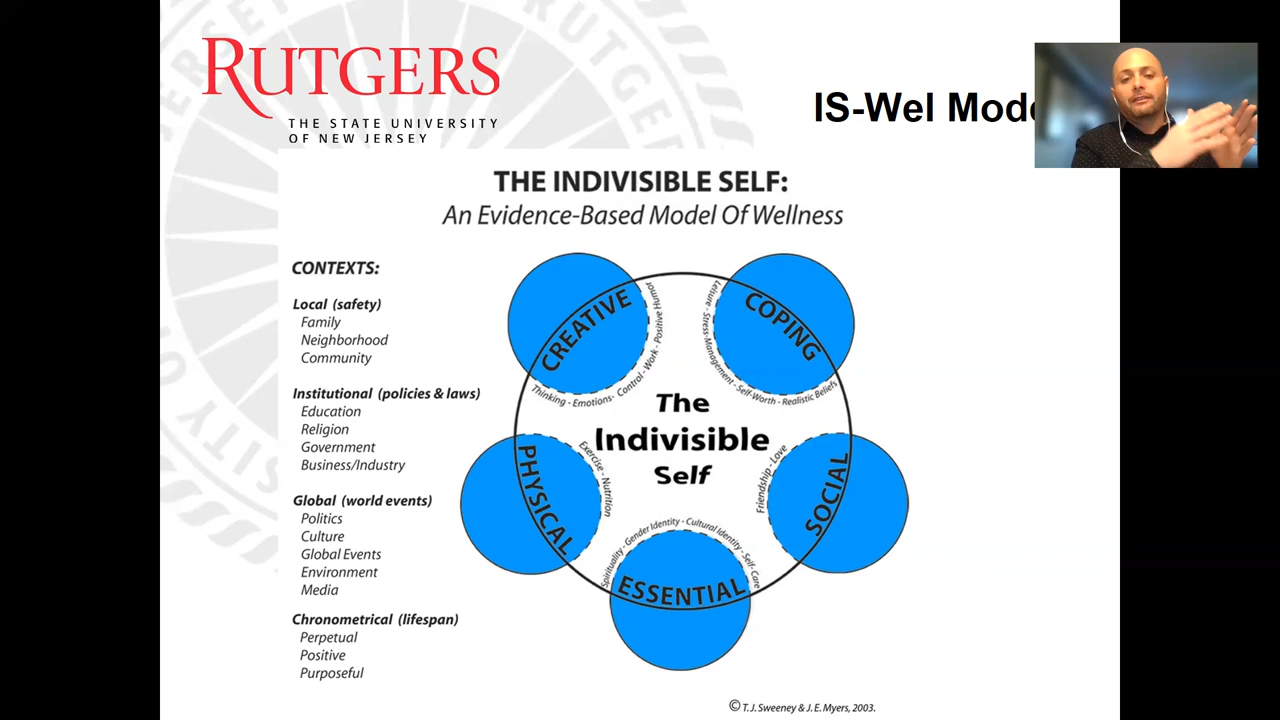 RUTGERS
THE STATE UNIVERSITY
OF NEW JERSEY
IS-Wel
THE INDIVISIBLE SELF:
An Evidence-Based Model Of Wellness
CONTEXTS:
Local (safety)
Family
Neighborhood
Community
Institutional (policies & laws)
Education
Religion
Government
Business/Industry
Global (world events)
Politics
Culture
Global Events
Environment
Media
Chronometrical (lifespan)
Perpetual
Positive
Purposeful
CREATIVE
Thinking - Emotions- Control - Work - Positive Humor
COPING
Leisure - Stress-Management - Self-Worth - Realistic Beliefs
The
Indivisible
Self
PHYSICAL
Exercise - Nutrition
SOCIAL
Friendship - Love
Spirituality - Gender Identity - Cultural Identity - Self- Care
ESSENTIAL
© T.J. Sweeney & J.E. Myers, 2003.